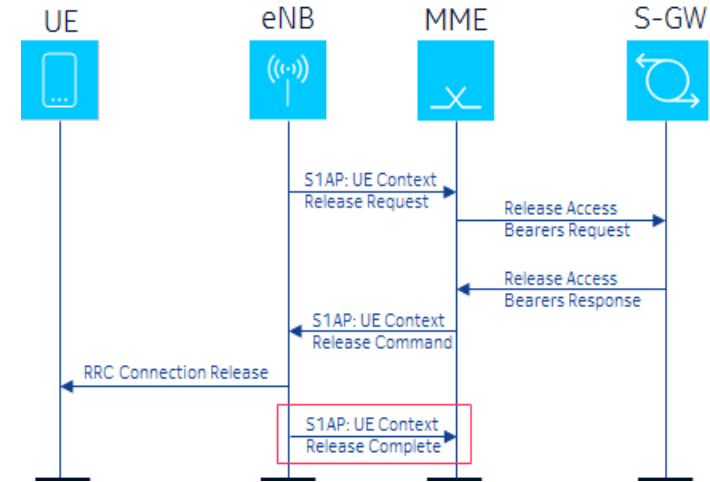 UE
eNB
MME
S-GW
S1AP: UE Context
Release Request
Release Access
Bearers Request
Release Access
Bearers Response
S1AP: UE Context
Release Command
RRC Connection Release
S1AP: UE Context
Release Complete